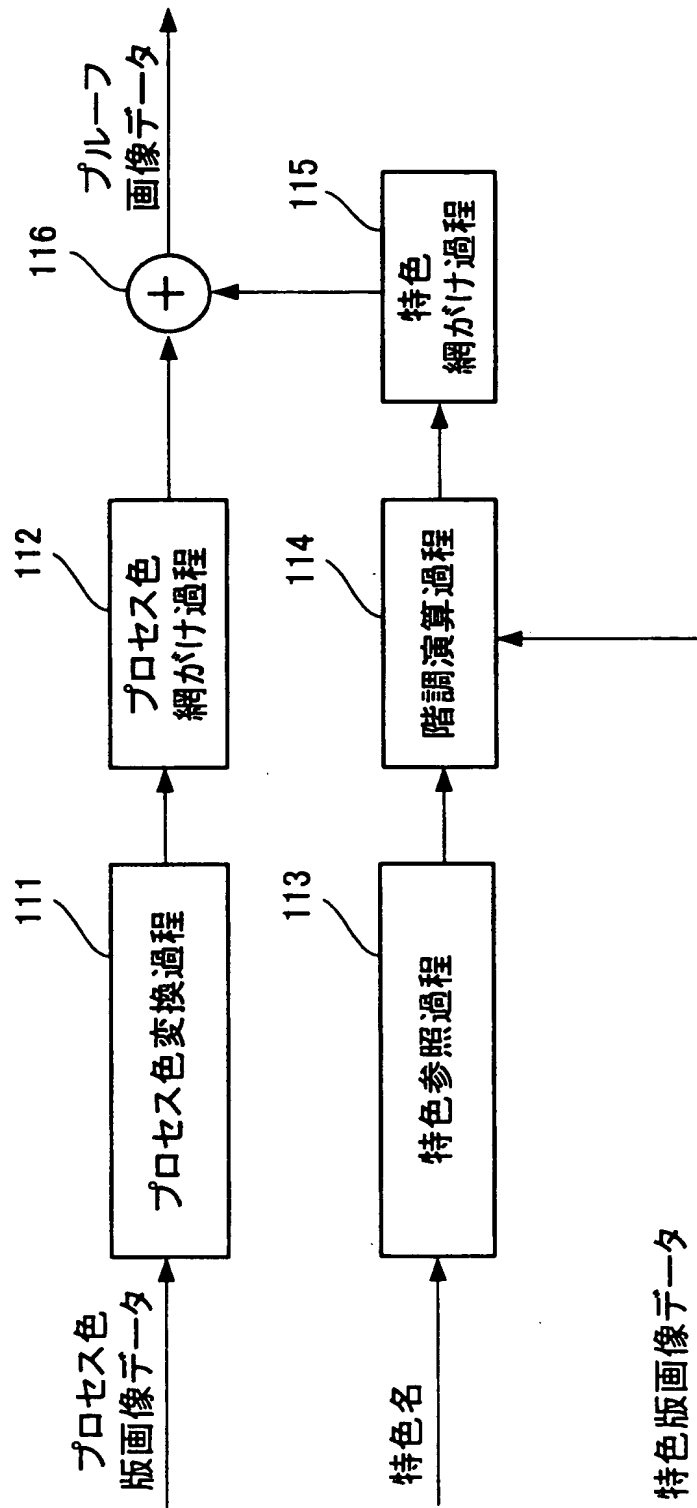 プロセス色
版画像データ
111
プロセス色変換過程
112
プロセス色
網がけ過程
116
+
プルーフ
画像データ
特色名
113
特色参照過程
114
階調演算過程
115
特色
網がけ過程
特色版画像データ